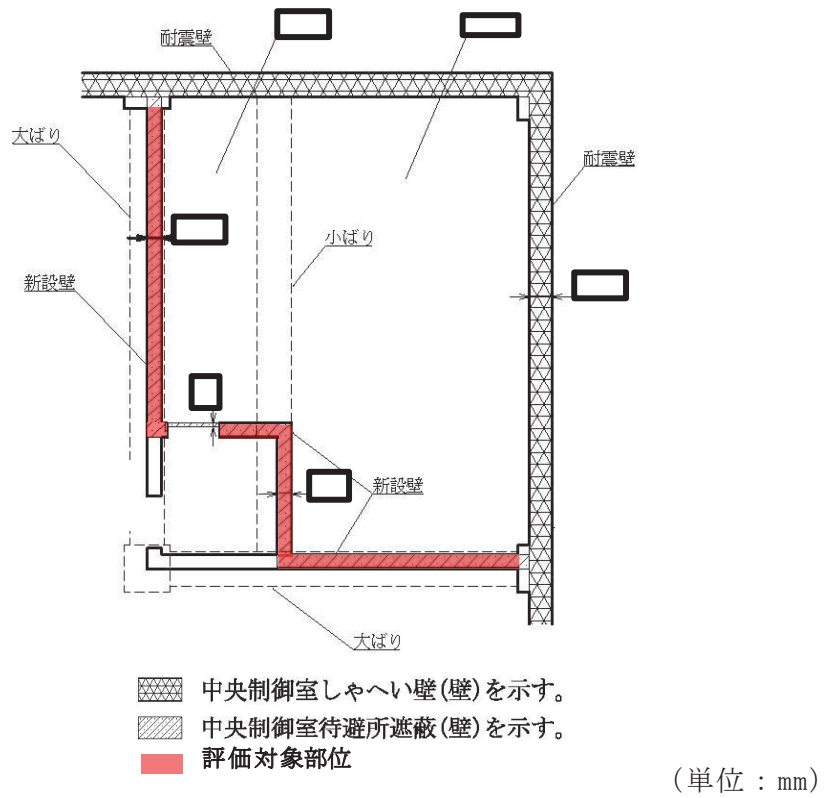 耐震壁
大ばり
耐震壁
小ばり
新設壁
新設壁
大ばり
中央制御室しゃへい壁(壁)を示す。
中央制御室待避所遮蔽(壁)を示す。
評価対象部位
(単位:mm)